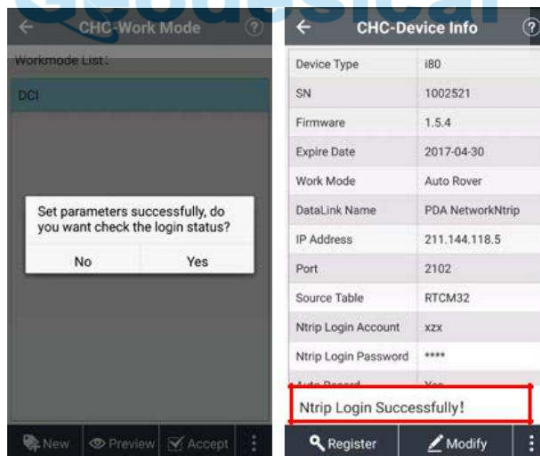 Geodesical
CHC-Work Mode
?
Workmode List:
DCI
Set parameters successfully, do
you want check the login status?
No Yes
New Preview Accept
CHC-Device Info
?
Device Type i80
SN 1002521
Firmware 1.5.4
Expire Date 2017-04-30
Work Mode Auto Rover
DataLink Name PDA NetworkNtrip
IP Address 211.144.118.5
Port 2102
Source Table RTCM32
Ntrip Login Account xzx
Ntrip Login Password ****
Auto Record Yes
Ntrip Login Successfully!
Register Modify